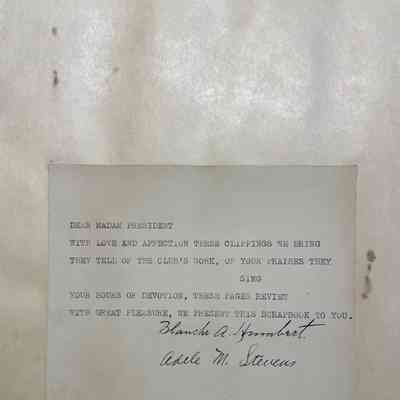 DEAR MADAM PRESIDENT
WITH LOVE AND AFFECTION THESE CLIPPINGS WE BRING
THEY TELL OF THE CLUB'S WORK, OF YOUR PRAISES THEY
SING
YOUR HOURS OF DEVOTION, THESE PAGES REVIEW
WITH GREAT PLEASURE, WE PRESENT THIS SCRAPBOOK TO YOU.
Blanche A. Humbert.
Adele M. Stevens